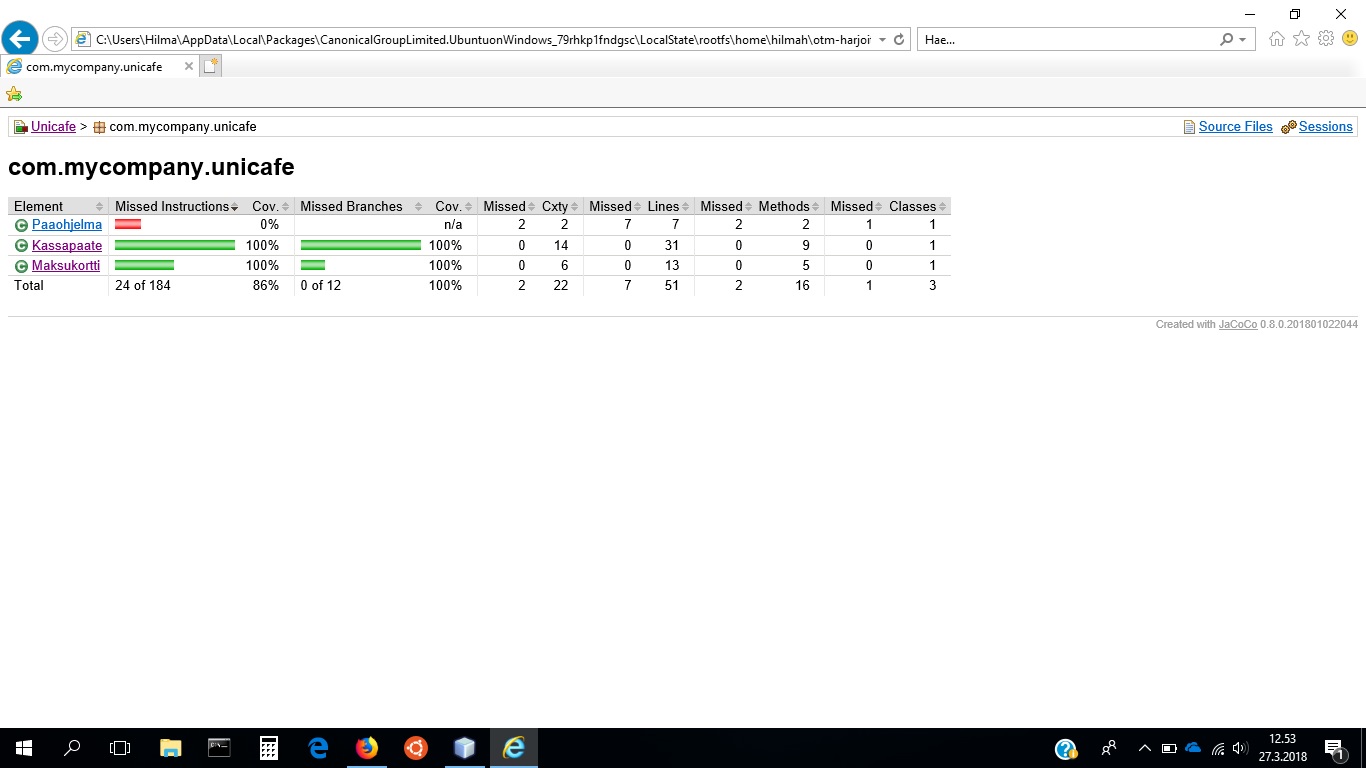 C:\Users\Hilma\AppData\Local\Packages\CanonicalGroupLimited.UbuntuonWindows_79rhkp1fndgsc\LocalState\rootfs\home\hilmah\otm-harjoi
Hae...
com.mycompany.unicafe
Unicafe > com.mycompany.unicafe Source Files Sessions
com.mycompany.unicafe
Element Missed Instructions Cov. Missed Branches Cov. Missed Cxty Missed Lines Missed Methods Missed Classes
C Paaohjelma 0% n/a 2 2 7 7 2 2 1 1
C Kassapaate 100% 100% 0 14 0 31 0 9 0 1
C Maksukortti 100% 100% 0 6 0 13 0 5 0 1
Total 24 of 184 86% 0 of 12 100% 2 22 7 51 2 16 1 3
Created with JaCoCo 0.8.0.201801022044
12.53
27.3.2018
1